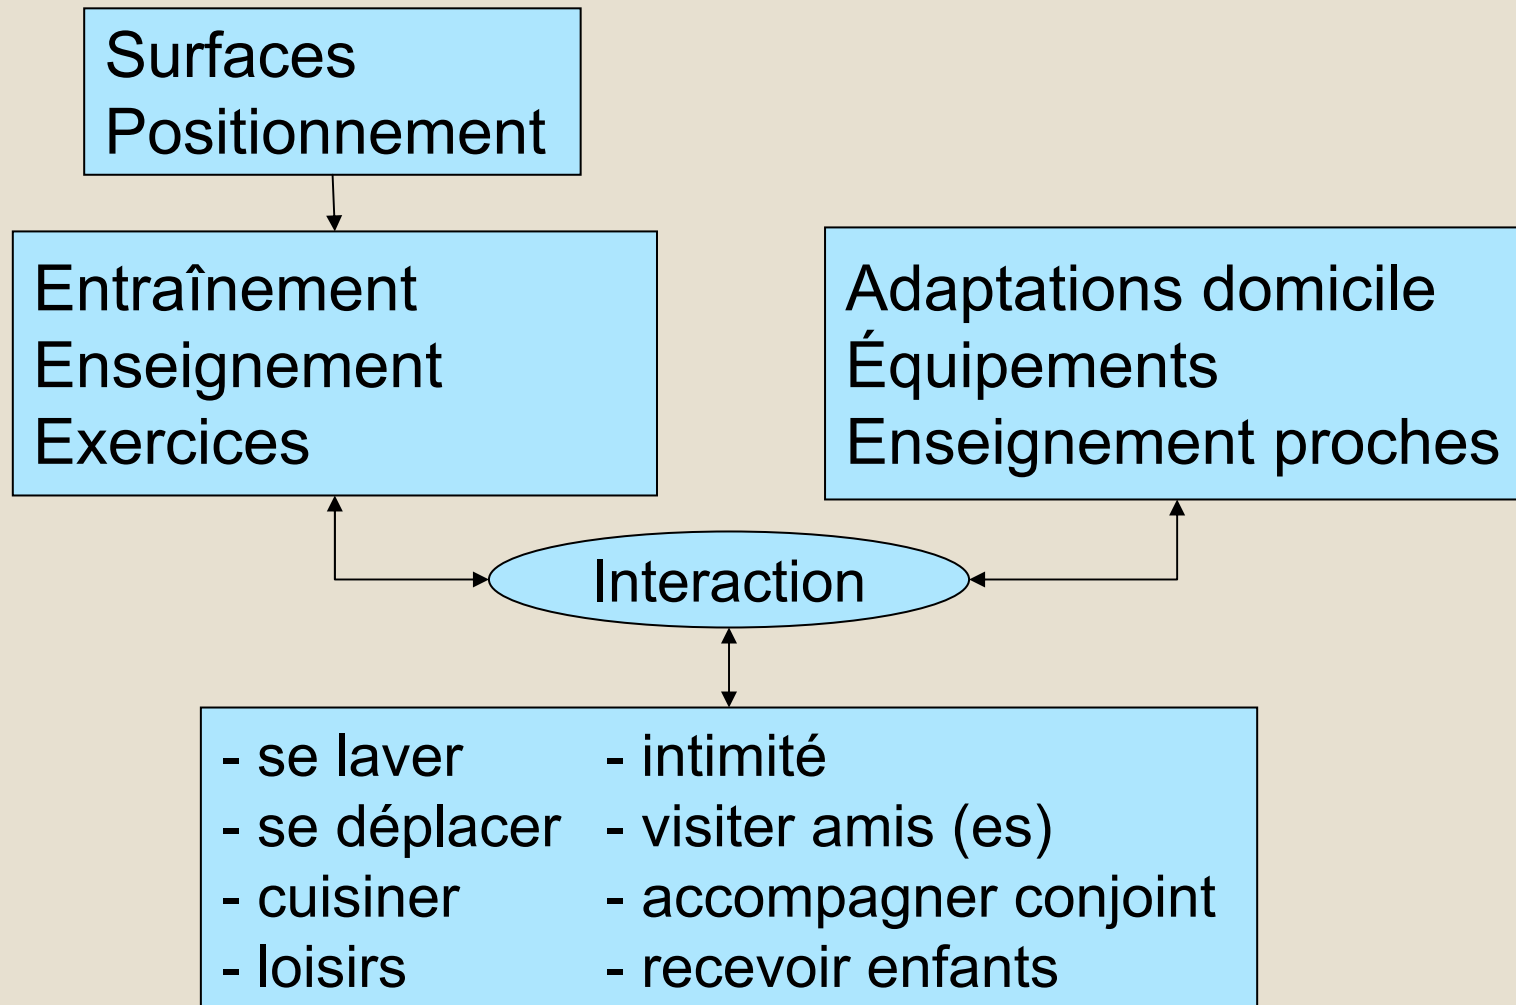 Surfaces
Positionnement
Entraînement
Enseignement
Exercices
Adaptations domicile
Équipements
Enseignement proches
Interaction
- se laver
- se déplacer
- cuisiner
- loisirs
- intimité
- visiter amis (es)
- accompagner conjoint
- recevoir enfants